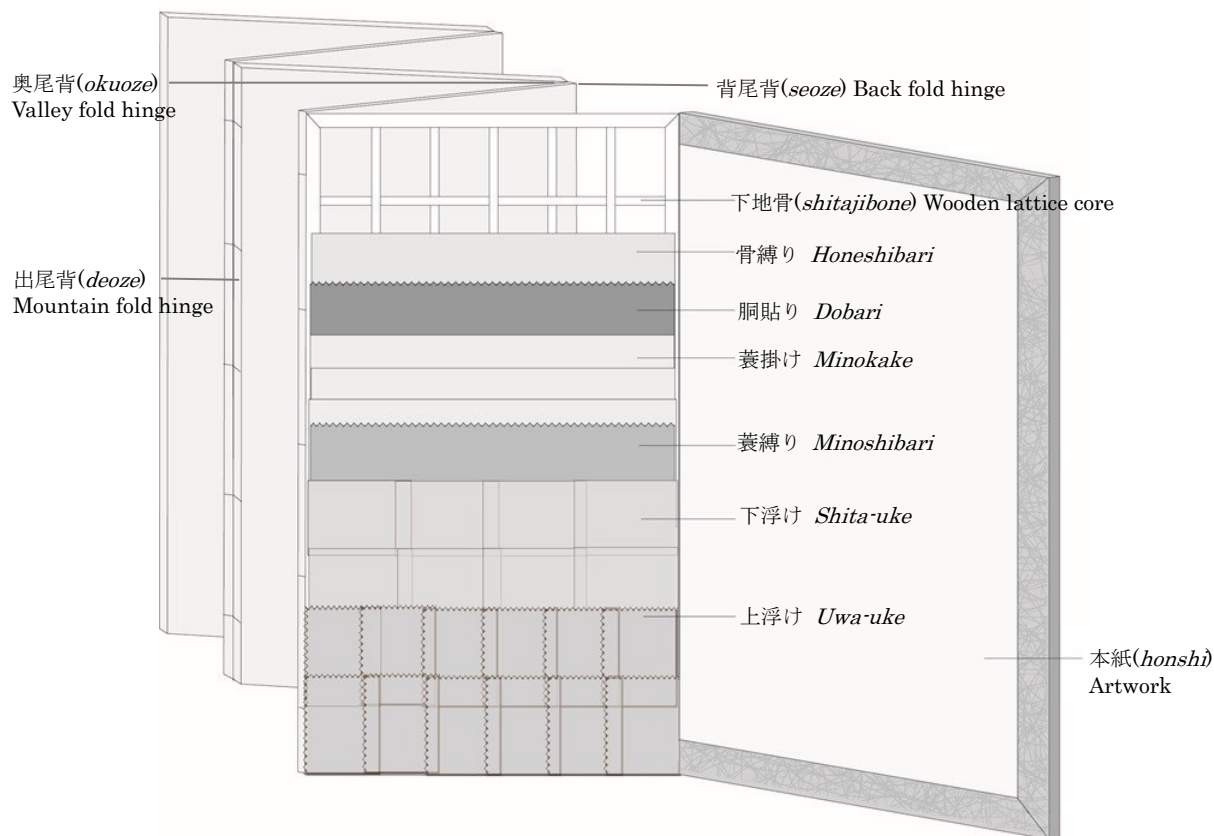 奥尾背(okuoze)
Valley fold hinge
背尾背(seoze) Back fold hinge
下地骨(shitajibone) Wooden lattice core
骨縛り Honeshibari
出尾背(deoze)
Mountain fold hinge
胴貼り Dobari
蓑掛け Minokake
蓑縛り Minoshibari
下浮け Shita-uke
上浮け Uwa-uke
本紙(honshi)
Artwork